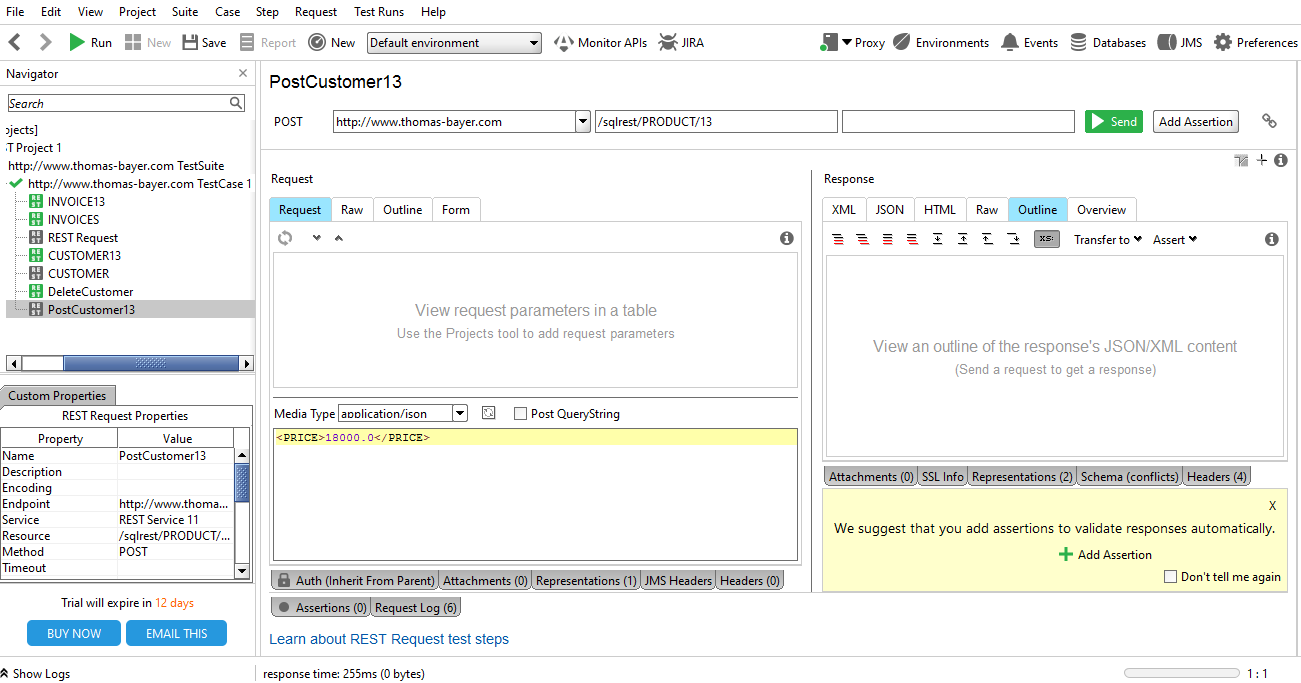 File Edit View Project Suite Case Step Request Test Runs Help
Run New Save Report New Default environment Monitor APIs JIRA Proxy Environments Events Databases JMS Preferences
Navigator
Search
ojects]
T Project 1
http://www.thomas-bayer.com TestSuite
http://www.thomas-bayer.com TestCase 1
INVOICE13
INVOICES
REST Request
CUSTOMER13
CUSTOMER
DeleteCustomer
PostCustomer13
Custom Properties
REST Request Properties
Property Value
Name PostCustomer13
Description
Encoding
Endpoint http://www.thoma...
Service REST Service 11
Resource /sqlrest/PRODUCT/...
Method POST
Timeout
Trial will expire in 12 days
BUY NOW EMAIL THIS
PostCustomer13
POST http://www.thomas-bayer.com /sqlrest/PRODUCT/13 Send Add Assertion
Request
Request Raw Outline Form
View request parameters in a table
Use the Projects tool to add request parameters
Media Type application/json Post QueryString
<PRICE>18000.0</PRICE>
Auth (Inherit From Parent) Attachments (0) Representations (1) JMS Headers Headers (0)
Response
XML JSON HTML Raw Outline Overview
XS: Transfer to Assert
View an outline of the response's JSON/XML content
(Send a request to get a response)
Attachments (0) SSL Info Representations (2) Schema (conflicts) Headers (4)
X
We suggest that you add assertions to validate responses automatically.
Add Assertion
Don't tell me again
Assertions (0) Request Log (6)
Learn about REST Request test steps
Show Logs response time: 255ms (0 bytes) 1 : 1